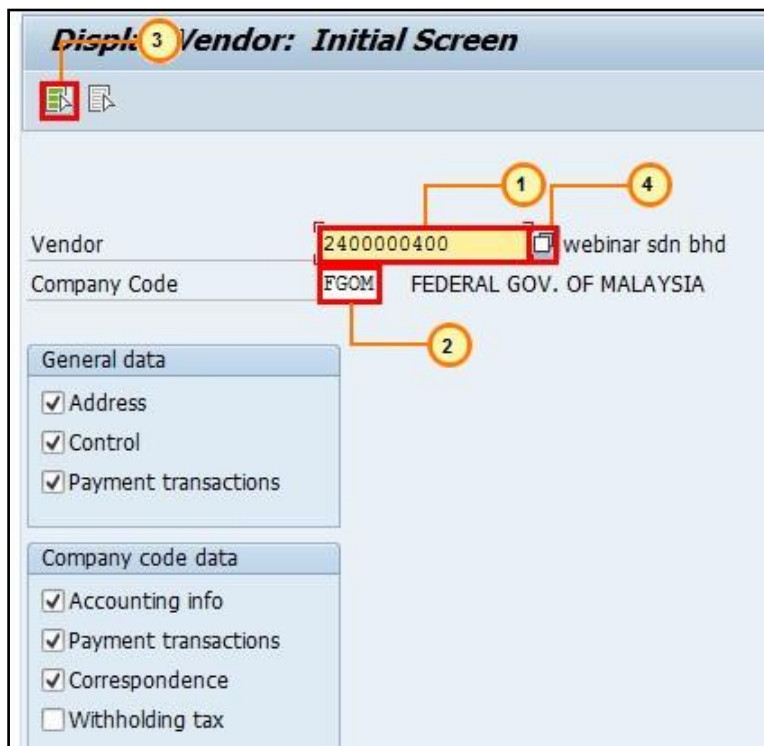 Display Vendor: Initial Screen
3
1
4
Vendor 2400000400 webinar sdn bhd
Company Code FGOM FEDERAL GOV. OF MALAYSIA
2
General data
Address
Control
Payment transactions
Company code data
Accounting info
Payment transactions
Correspondence
Withholding tax